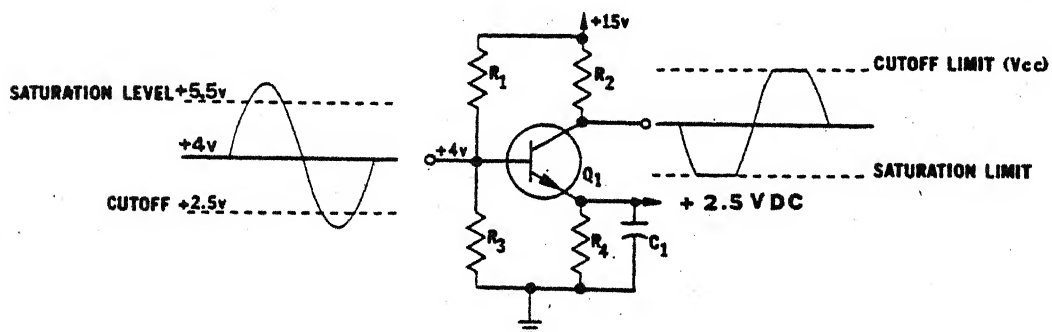 +15v
R1
R2
CUTOFF LIMIT (Vcc)
SATURATION LEVEL +5.5v
+4v
+4v
Q1
SATURATION LIMIT
CUTOFF +2.5v
+ 2.5 V DC
R3
R4
C1